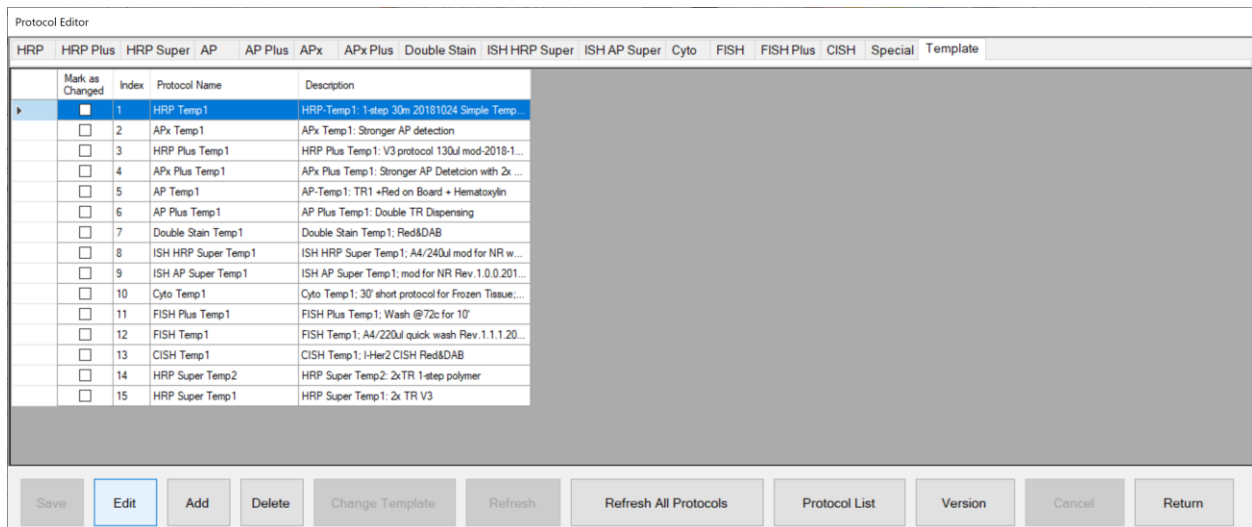 Protocol Editor
HRP HRP Plus HRP Super AP AP Plus APx APx Plus Double Stain ISH HRP Super ISH AP Super Cyto FISH FISH Plus CISH Special Template
Mark as Changed Index Protocol Name Description
1 HRP Temp1 HRP-Temp1: 1-step 30m 20181024 Simple Temp...
2 APx Temp1 APx Temp1: Stronger AP detection
3 HRP Plus Temp1 HRP Plus Temp1: V3 protocol 130ul mod-2018-1...
4 APx Plus Temp1 APx Plus Temp1: Stronger AP Detetcion with 2x ...
5 AP Temp1 AP-Temp1: TR1 +Red on Board + Hematoxylin
6 AP Plus Temp1 AP Plus Temp1: Double TR Dispensing
7 Double Stain Temp1 Double Stain Temp1; Red&DAB
8 ISH HRP Super Temp1 ISH HRP Super Temp1; A4/240ul mod for NR w...
9 ISH AP Super Temp1 ISH AP Super Temp1; mod for NR Rev.1.0.0.201...
10 Cyto Temp1 Cyto Temp1; 30' short protocol for Frozen Tissue;...
11 FISH Plus Temp1 FISH Plus Temp1; Wash @72c for 10'
12 FISH Temp1 FISH Temp1; A4/220ul quick wash Rev.1.1.1.20...
13 CISH Temp1 CISH Temp1; I-Her2 CISH Red&DAB
14 HRP Super Temp2 HRP Super Temp2: 2xTR 1-step polymer
15 HRP Super Temp1 HRP Super Temp1: 2x TR V3
Save Edit Add Delete Change Template Refresh Refresh All Protocols Protocol List Version Cancel Return